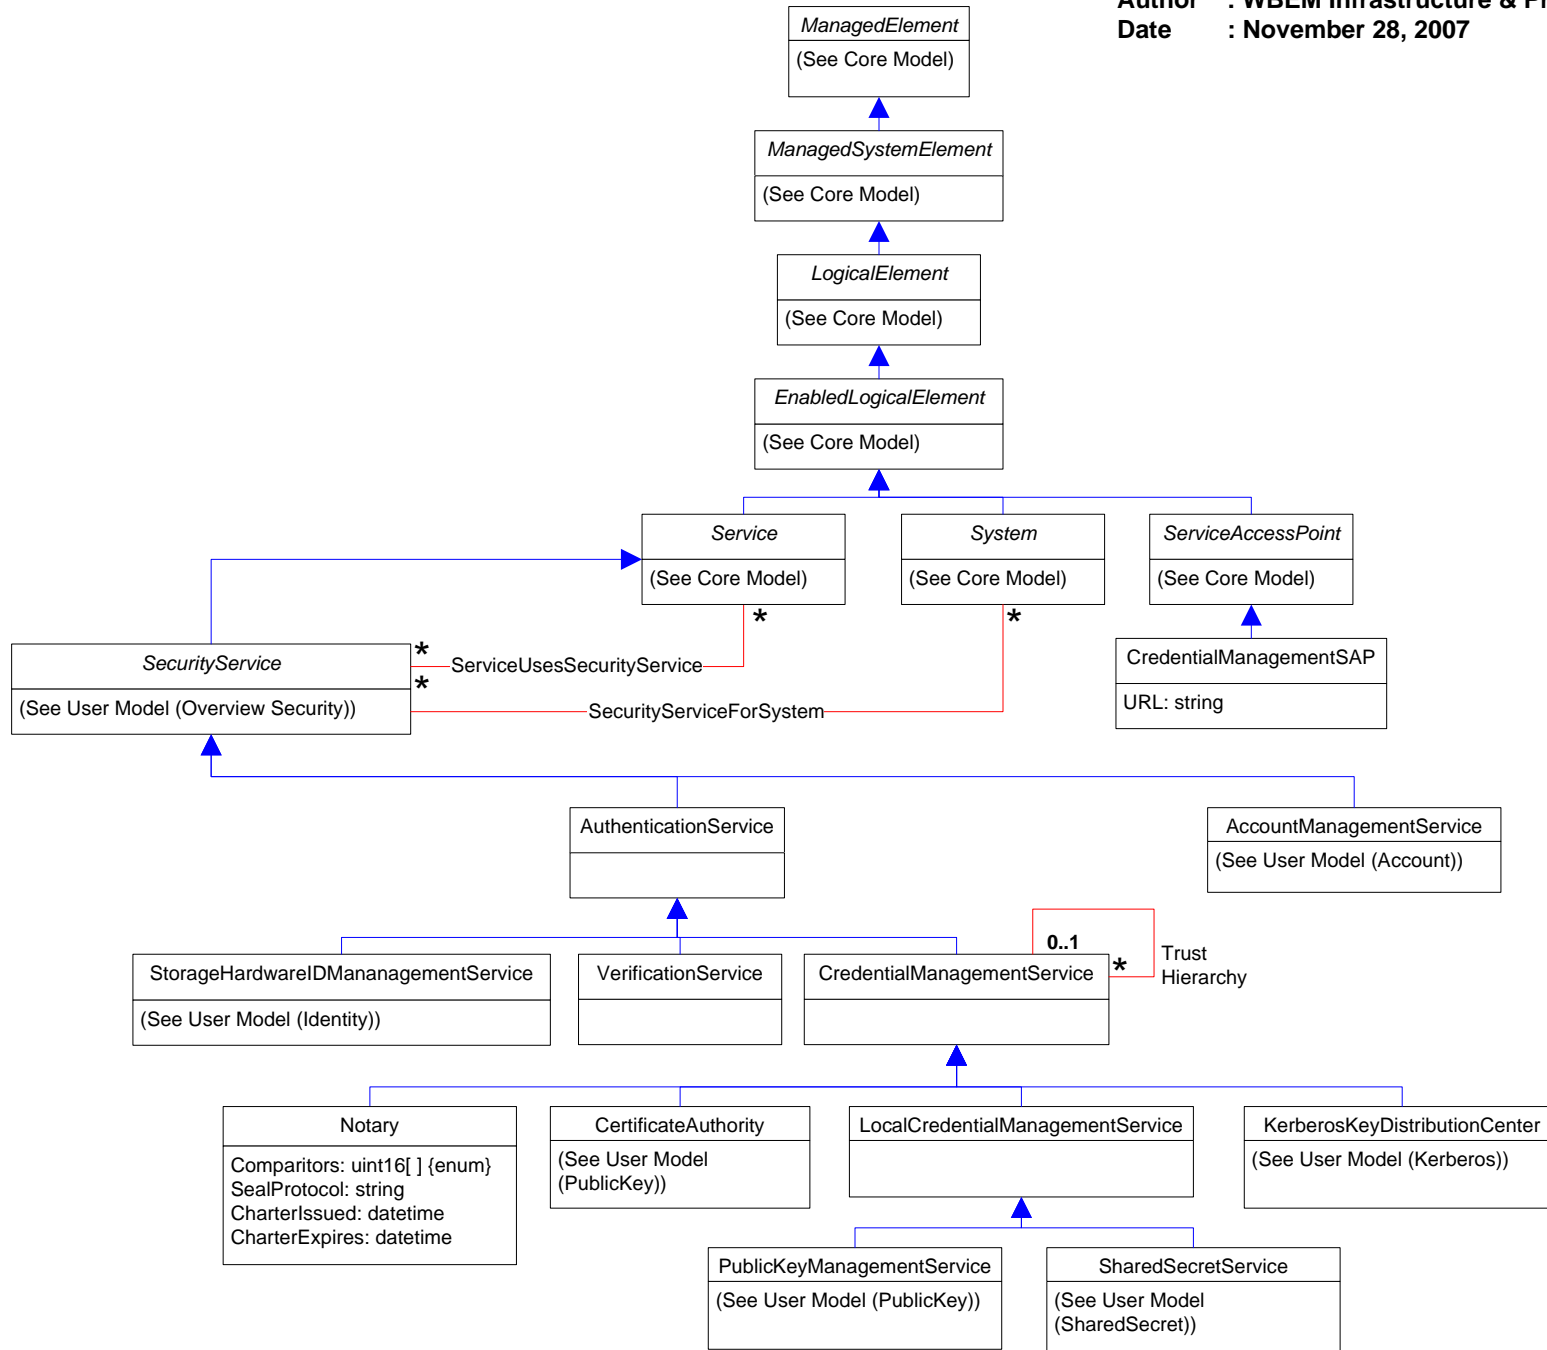 Author : WBEM Infrastructure &
Date : November 28, 2007
ManagedElement
(See Core Model)
ManagedSystemElement
(See Core Model)
LogicalElement
(See Core Model)
EnabledLogicalElement
(See Core Model)
Service
(See Core Model)
System
(See Core Model)
ServiceAccessPoint
(See Core Model)
*
*
SecurityService
(See User Model (Overview Security))
*
ServiceUsesSecurityService
*
SecurityServiceForSystem
CredentialManagementSAP
URL: string
AuthenticationService
AccountManagementService
(See User Model (Account))
StorageHardwareIDMananagementService
(See User Model (Identity))
VerificationService
CredentialManagementService
0..1
*
Trust
Hierarchy
Notary
Comparitors: uint16[ ] {enum}
SealProtocol: string
CharterIssued: datetime
CharterExpires: datetime
CertificateAuthority
(See User Model
(PublicKey))
LocalCredentialManagementService
KerberosKeyDistributionCenter
(See User Model (Kerberos))
PublicKeyManagementService
(See User Model (PublicKey))
SharedSecretService
(See User Model
(SharedSecret))